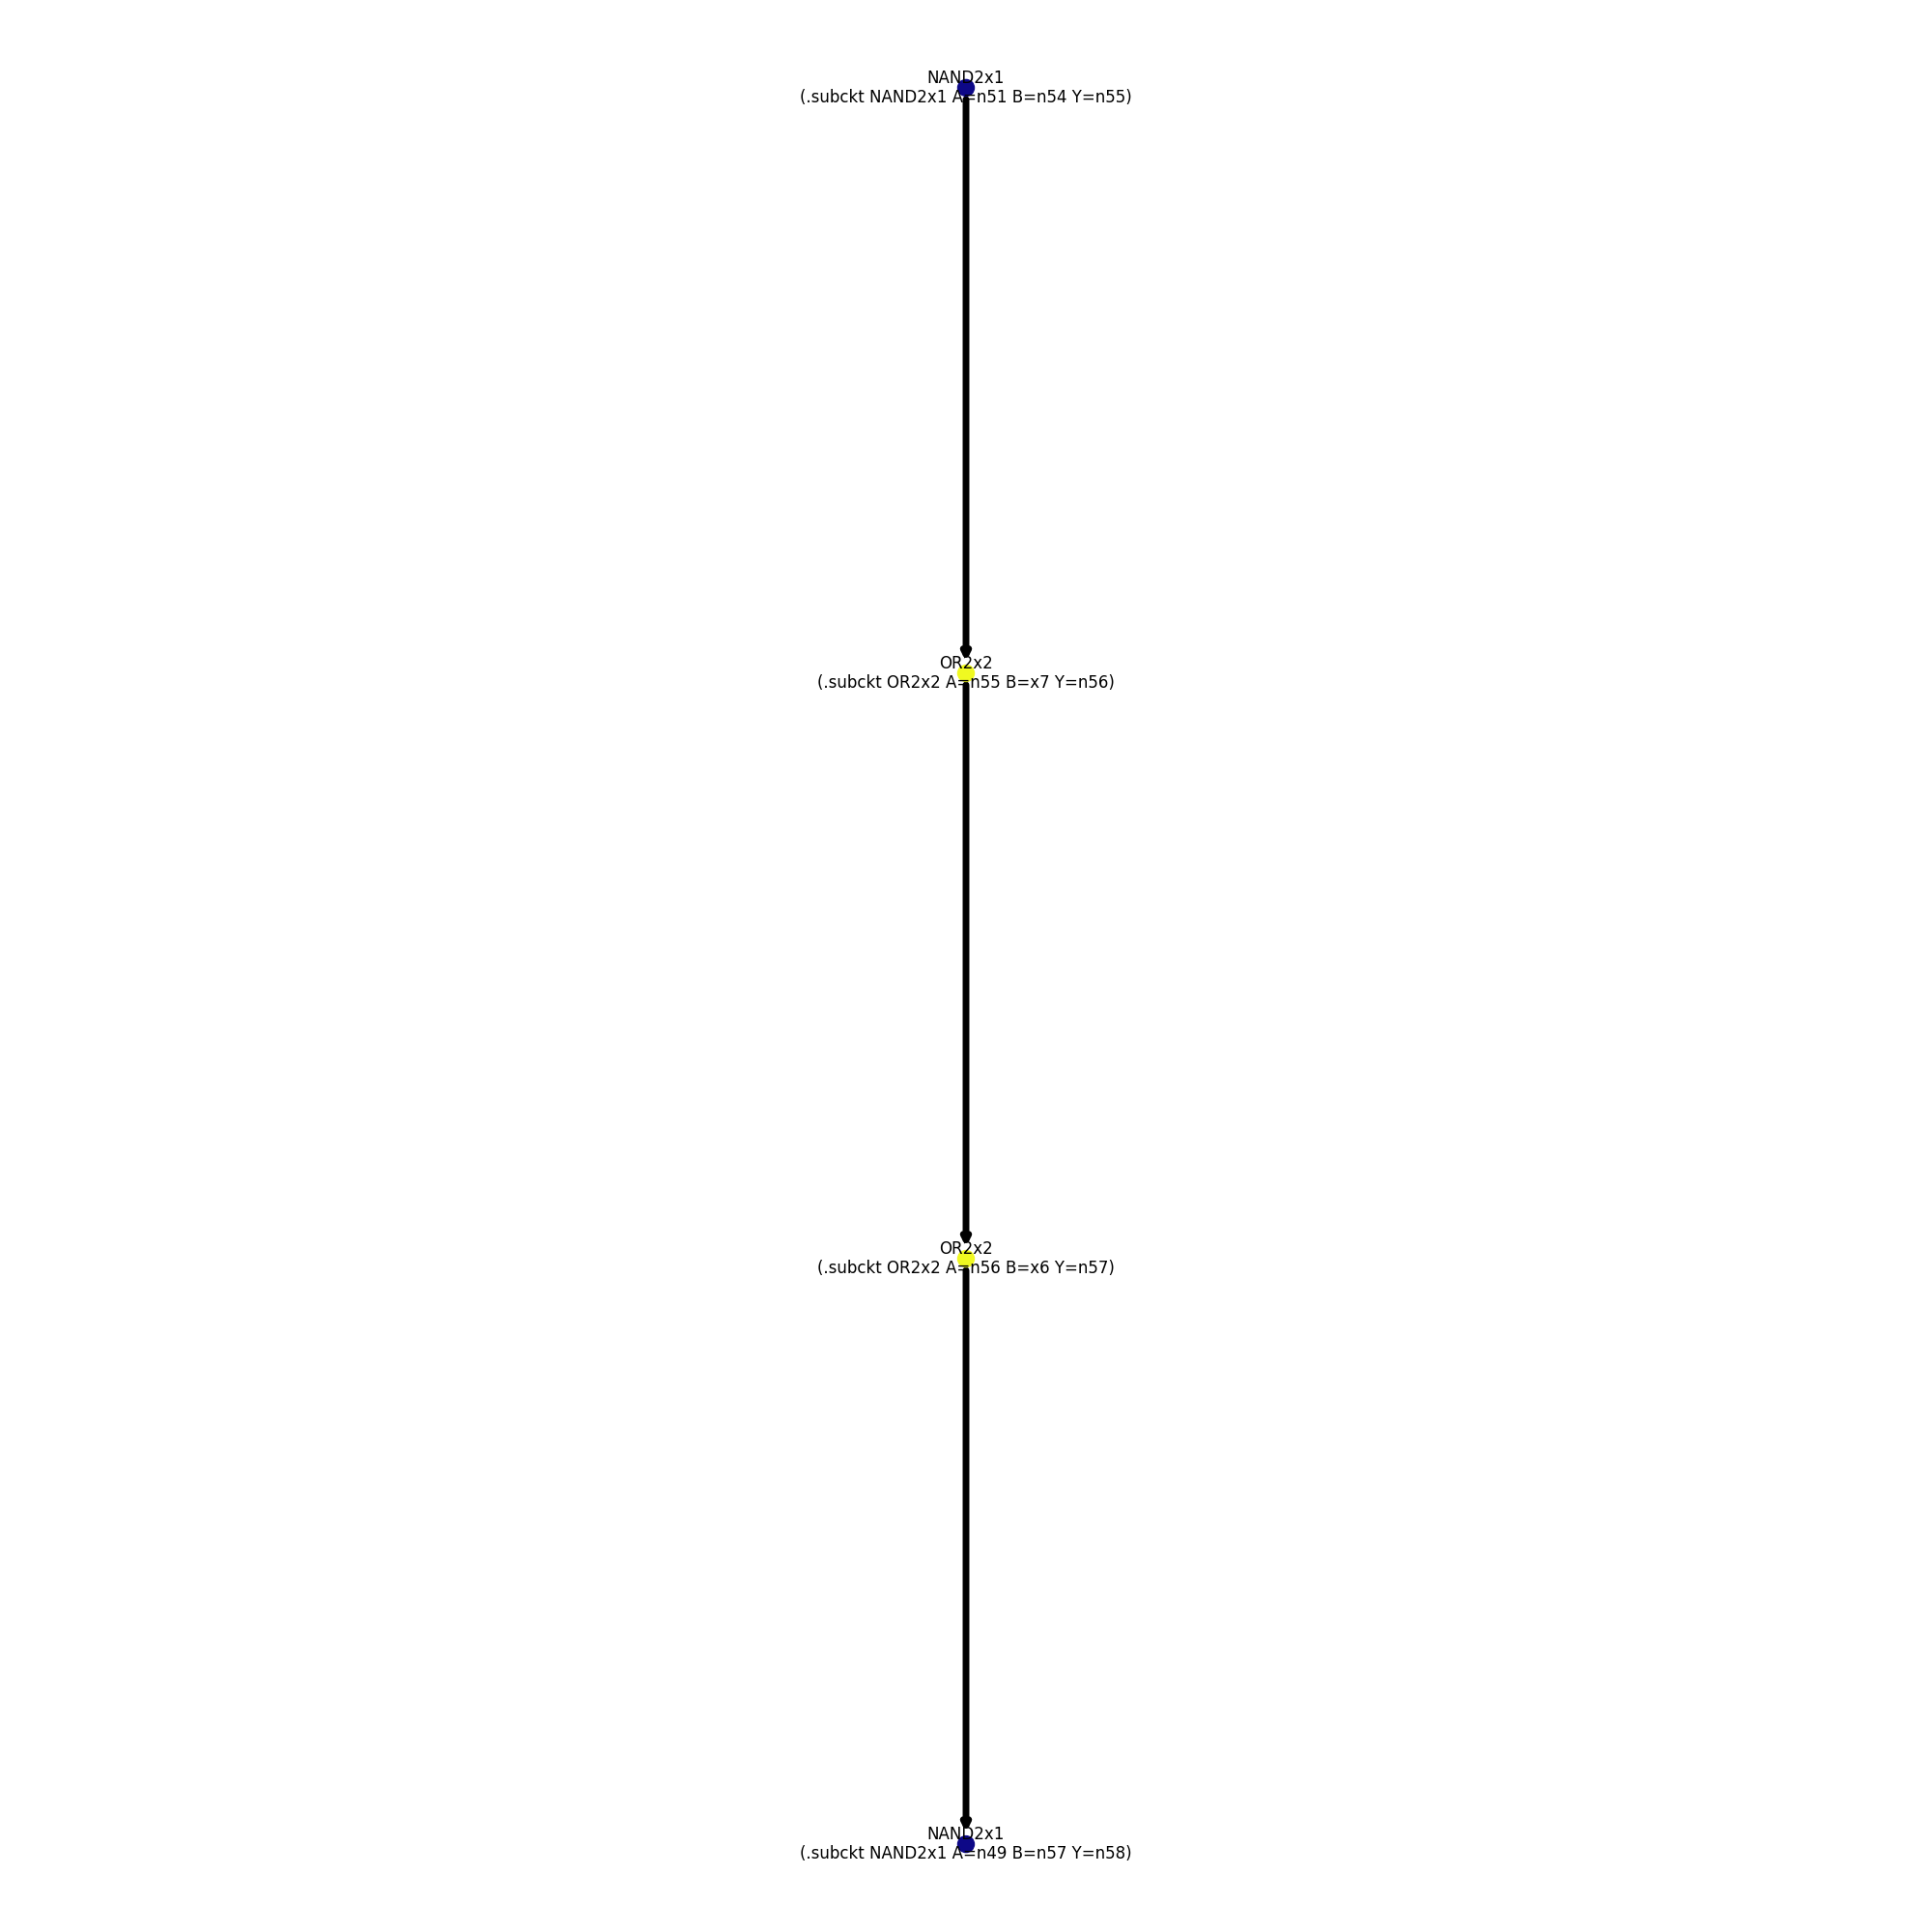 NAND2x1
(.subckt NAND2x1 A=n51 B=n54 Y=n55)
OR2x2
(.subckt OR2x2 A=n55 B=x7 Y=n56)
OR2x2
(.subckt OR2x2 A=n56 B=x6 Y=n57)
NAND2x1
(.subckt NAND2x1 A=n49 B=n57 Y=n58)